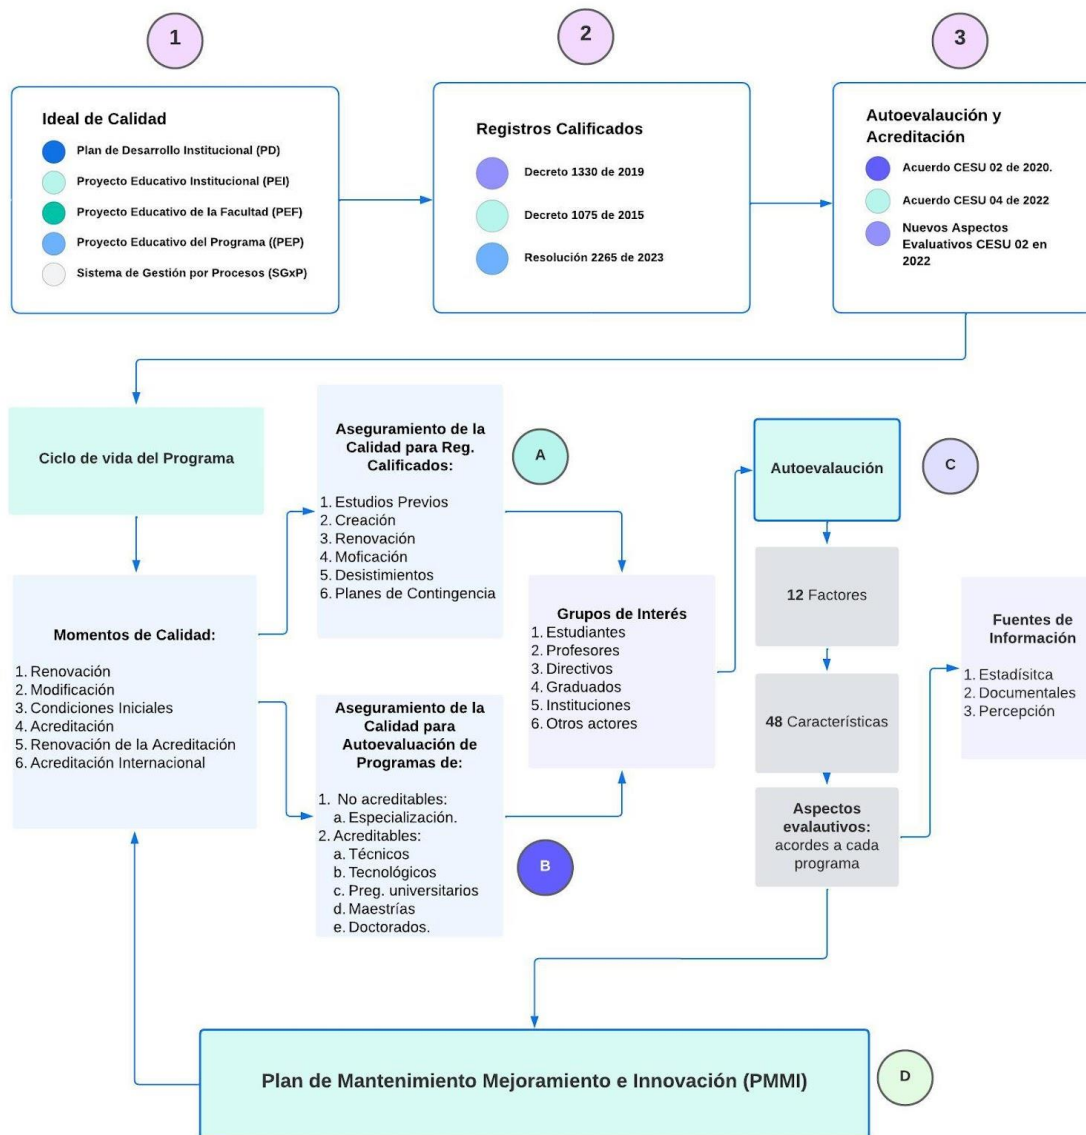 1
2
3
Ideal de Calidad
Plan de Desarrollo Institucional (PD)
Proyecto Educativo Institucional (PEI)
Proyecto Educativo de la Facultad (PEF)
Proyecto Educativo del Programa ((PEP)
Sistema de Gestión por Procesos (SGxP)
Registros Calificados
Decreto 1330 de 2019
Decreto 1075 de 2015
Resolución 2265 de 2023
Autoevalaución y
Acreditación
Acuerdo CESU 02 de 2020.
Acuerdo CESU 04 de 2022
Nuevos Aspectos
Evaluativos CESU 02 en
2022
Ciclo de vida del Programa
Momentos de Calidad:
1. Renovación
2. Modificación
3. Condiciones Iniciales
4. Acreditación
5. Renovación de la Acreditación
6. Acreditación Internacional
Aseguramiento de la
Calidad para Reg.
Calificados:
1. Estudios Previos
2. Creación
3. Renovación
4. Moficación
5. Desistimientos
6. Planes de Contingencia
A
Aseguramiento de la
Calidad para
Autoevaluación de
Programas de:
1. No acreditables:
a. Especialización.
2. Acreditables:
a. Técnicos
b. Tecnológicos
c. Preg. universitarios
d. Maestrías
e. Doctorados.
B
Grupos de Interés
1. Estudiantes
2. Profesores
3. Directivos
4. Graduados
5. Instituciones
6. Otros actores
Autoevalaución
C
12 Factores
48 Características
Aspectos
evalautivos:
acordes a cada
programa
Fuentes de
Información
1. Estadísitca
2. Documentales
3. Percepción
Plan de Mantenimiento Mejoramiento e Innovación (PMMI)
D